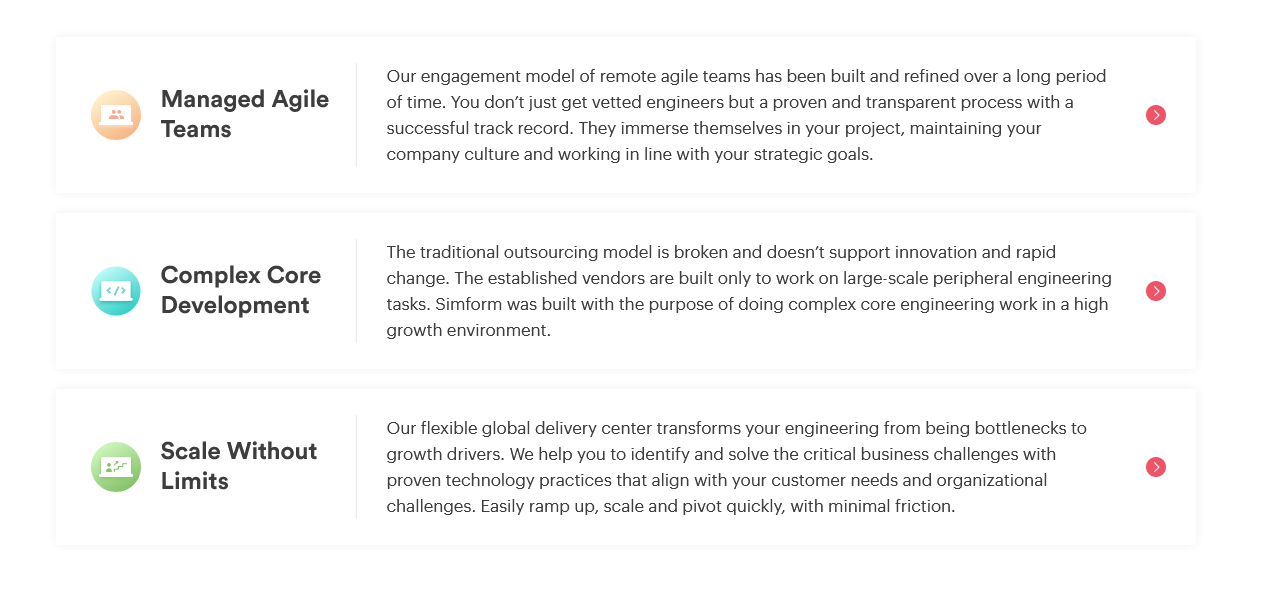 Managed Agile
Teams
Our engagement model of remote agile teams has been built and refined over a long period
of time. You don’t just get vetted engineers but a proven and transparent process with a
successful track record. They immerse themselves in your project, maintaining your
company culture and working in line with your strategic goals.
Complex Core
Development
The traditional outsourcing model is broken and doesn’t support innovation and rapid
change. The established vendors are built only to work on large-scale peripheral engineering
tasks. Simform was built with the purpose of doing complex core engineering work in a high
growth environment.
Scale Without
Limits
Our flexible global delivery center transforms your engineering from being bottlenecks to
growth drivers. We help you to identify and solve the critical business challenges with
proven technology practices that align with your customer needs and organizational
challenges. Easily ramp up, scale and pivot quickly, with minimal friction.